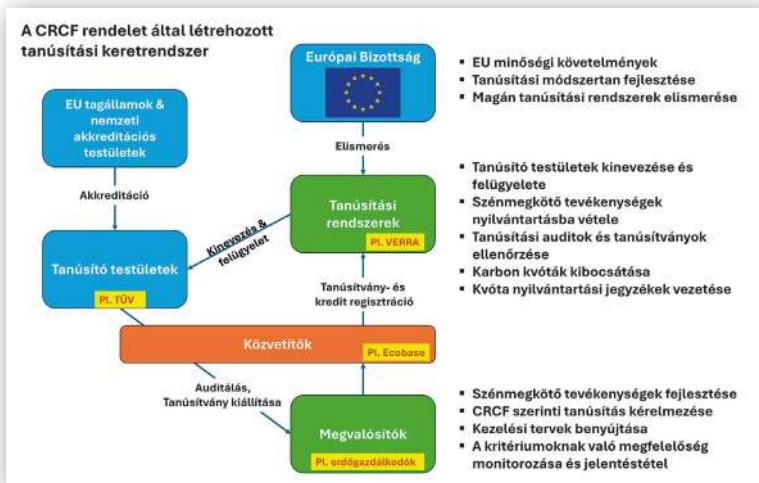 A CRCF rendelet által létrehozott
tanúsítási keretrendszer
Európai Bizottság
▪ EU minőségi követelmények
▪ Tanúsítási módszertan fejlesztése
▪ Magán tanúsítási rendszerek elismerése
EU tagállamok &
nemzeti
akkreditációs
testületek
Elismerés
Akkreditáció
Tanúsítási
rendszerek
Pl. VERRA
▪ Tanúsító testületek kinevezése és
felügyelete
▪ Szénmegkötő tevékenységek
nyilvántartásba vétele
▪ Tanúsítási auditok és tanúsítványok
ellenőrzése
▪ Karbon kvóták kibocsátása
▪ Kvóta nyilvántartási jegyzékek vezetése
Kinevezés &
felügyelet
Tanúsító testületek
Pl. TÜV
Tanúsítvány- és
kredit regisztráció
Közvetítők
Pl. Ecobase
Auditálás,
Tanúsítvány kiállítása
Megvalósítók
Pl. erdőgazdálkodók
▪ Szénmegkötő tevékenységek fejlesztése
▪ CRCF szerinti tanúsítás kérelmezése
▪ Kezelési tervek benyújtása
▪ A kritériumoknak való megfelelőség
monitorozása és jelentéstétel